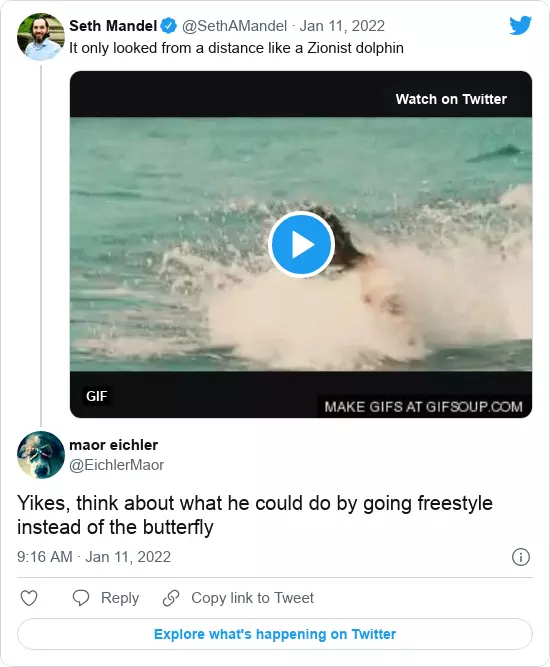 Seth Mandel @SethAMandel · Jan 11, 2022
It only looked from a distance like a Zionist dolphin
Watch on Twitter
GIF
MAKE GIFS AT GIFSOUP.COM
maor eichler
@EichlerMaor
Yikes, think about what he could do by going freestyle
instead of the butterfly
9:16 AM · Jan 11, 2022
Reply
Copy link to Tweet
Explore what's happening on Twitter